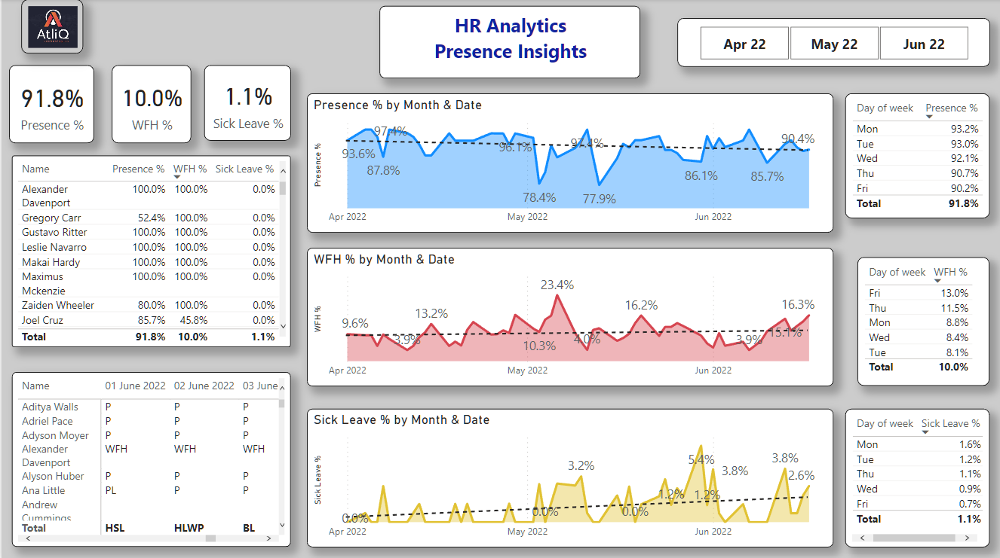 AtliQ
HR Analytics
Presence Insights
Apr 22
May 22
Jun 22
91.8%
Presence %
10.0%
WFH %
1.1%
Sick Leave %
Name Presence % WFH % Sick Leave %
Alexander 100.0% 100.0% 0.0%
Davenport
Gregory Carr 52.4% 100.0% 0.0%
Gustavo Ritter 100.0% 100.0% 0.0%
Leslie Navarro 100.0% 100.0% 0.0%
Makai Hardy 100.0% 100.0% 0.0%
Maximus 100.0% 100.0% 0.0%
Mckenzie
Zaiden Wheeler 80.0% 100.0% 0.0%
Joel Cruz 85.7% 45.8% 0.0%
Total 91.8% 10.0% 1.1%
Name 01 June 2022 02 June 2022 03 June
Aditya Walls P P P
Adriel Pace P P P
Adyson Moyer P P P
Alexander WFH WFH WFH
Davenport
Alyson Huber P P P
Ana Little PL P P
Andrew
Cummings
Total HSL HLWP BL
Presence % by Month & Date
Presence %
93.6%
97.4%
87.8%
96.1%
78.4%
97.4%
77.9%
86.1%
85.7%
90.4%
Apr 2022
May 2022
Jun 2022
WFH % by Month & Date
WFH %
9.6%
3.9%
13.2%
10.3%
23.4%
4.0%
16.2%
3.9%
15.1%
16.3%
Apr 2022
May 2022
Jun 2022
Sick Leave % by Month & Date
Sick Leave %
0.0%
0.0%
3.2%
0.0%
1.2%
5.4%
1.2%
3.8%
3.8%
2.6%
Apr 2022
May 2022
Jun 2022
Day of week Presence %
Mon 93.2%
Tue 93.0%
Wed 92.1%
Thu 90.7%
Fri 90.2%
Total 91.8%
Day of week WFH %
Fri 13.0%
Thu 11.5%
Mon 8.8%
Wed 8.4%
Tue 8.1%
Total 10.0%
Day of week Sick Leave %
Mon 1.6%
Tue 1.2%
Thu 1.1%
Wed 0.9%
Fri 0.7%
Total 1.1%